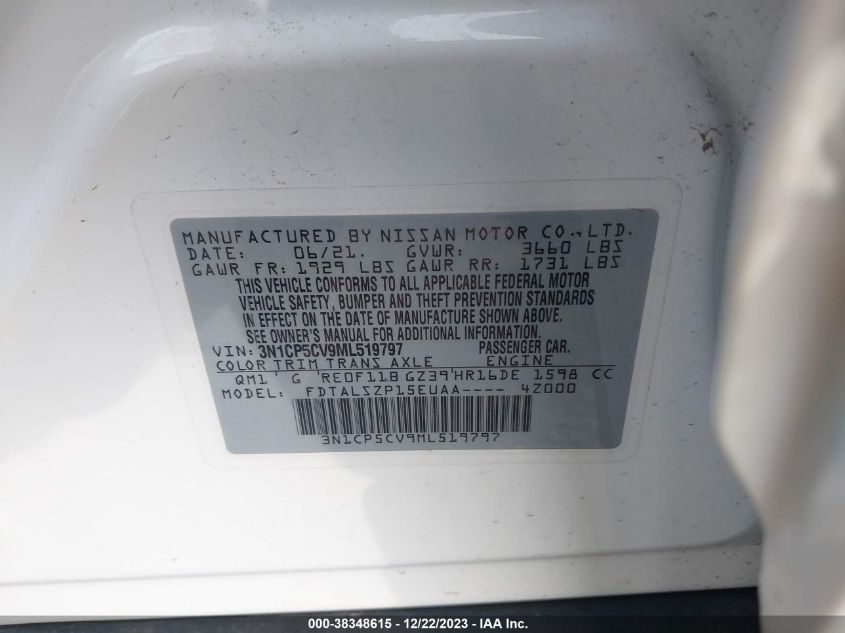 MANUFACTURED BY NISSAN MOTOR CO., LTD.
DATE: 06/21. GVWR: 3660 LBS
GAWR FR: 1929 LBS GAWR RR: 1731 LBS
THIS VEHICLE CONFORMS TO ALL APPLICABLE FEDERAL MOTOR
VEHICLE SAFETY, BUMPER AND THEFT PREVENTION STANDARDS
IN EFFECT ON THE DATE OF MANUFACTURE SHOWN ABOVE.
SEE OWNER'S MANUAL FOR ADDITIONAL INFORMATION.
VIN: 3N1CP5CV9ML519797 PASSENGER CAR.
COLOR TRIM TRANS AXLE ENGINE
QM1 ' G 'RE0F11B GZ39'HR16DE 1598 CC
MODEL: FDTALSZP15EUAA---- 4Z000
3N1CP5CV9ML519797
000-38348615 - 12/22/2023 - IAA Inc.